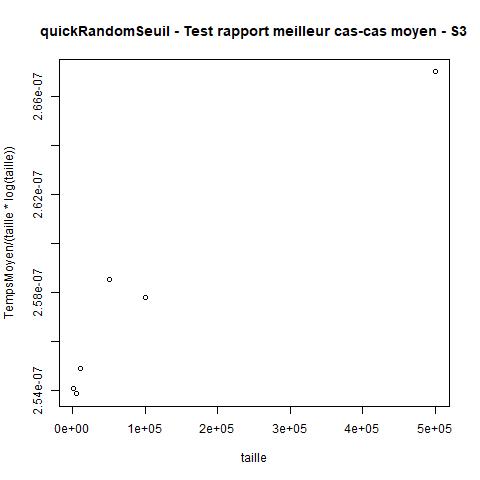 quickRandomSeuil - Test rapport meilleur cas-cas moyen - S3
TempsMoyen/(taille * log(taille))
2.66e-07
2.62e-07
2.58e-07
2.54e-07
0e+00 1e+05 2e+05 3e+05 4e+05 5e+05
taille